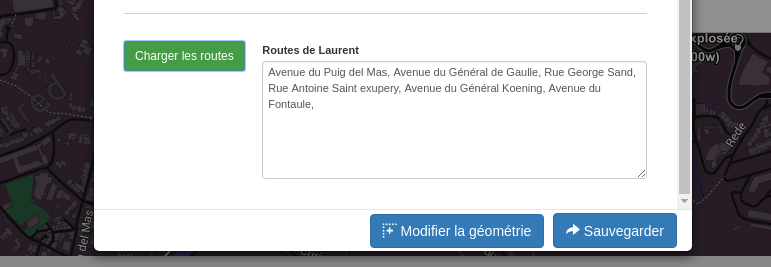 xplosée
00w)
Charger les routes
Routes de Laurent
Avenue du Puig del Mas, Avenue du Général de Gaulle, Rue George Sand,
Rue Antoine Saint exupery, Avenue du Général Koening, Avenue du
Fontaule,
Rede
del Mas
Modifier la géométrie
Sauvegarder